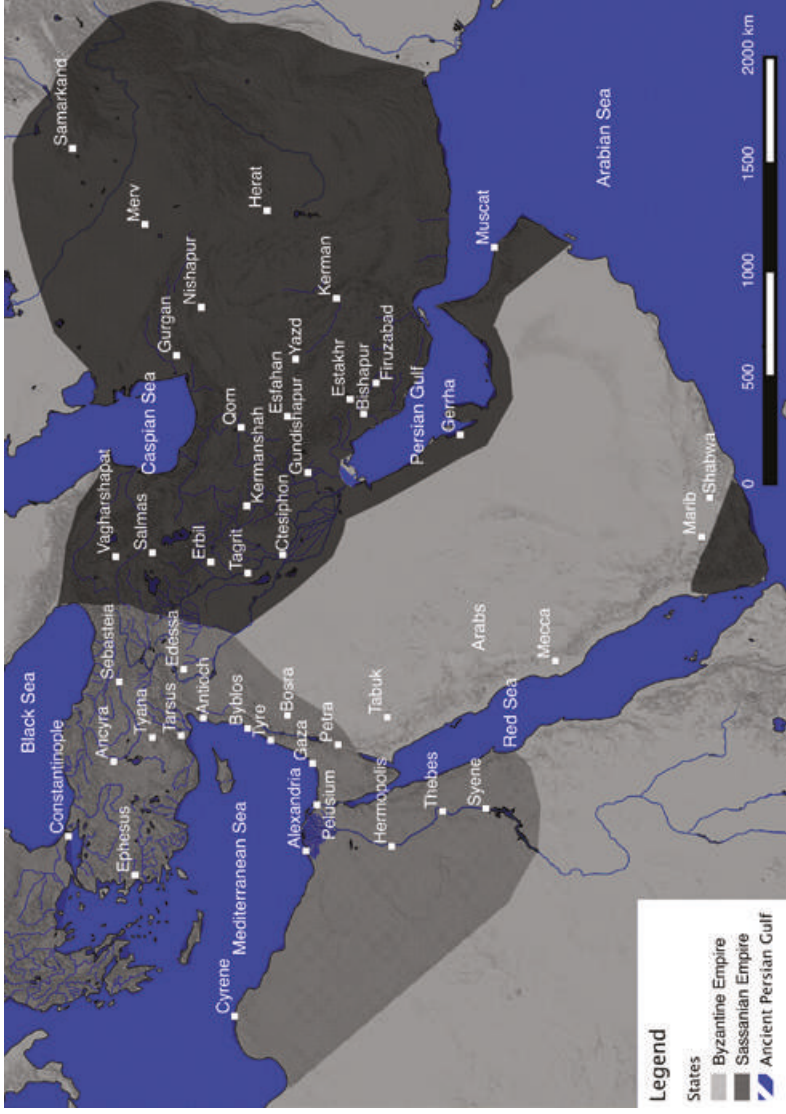 Black Sea
Constantinople
Caspian Sea
Samarkand
Ephesus
Ancyra
Tyana
Tarsus
Sebasteia
Edessa
Antioch
Vagharshapat
Salmas
Erbil
Tagrit
Gurgan
Nishapur
Merv
Herat
Cyrene
Mediterranean Sea
Byblos
Tyre
Bosra
Gaza
Petra
Alexandria
Pelusium
Qom
Kermanshah
Ctesiphon
Esfahan
Gundishapur
Yazd
Kerman
Estakhr
Bishapur
Firuzabad
Persian Gulf
Gerrha
Muscat
Hermopolis
Thebes
Syene
Tabuk
Red Sea
Arabs
Mecca
Marib
Shabwa
Arabian Sea
Legend
States
Byzantine Empire
Sassanian Empire
Ancient Persian Gulf
0 500 1000 1500 2000 km